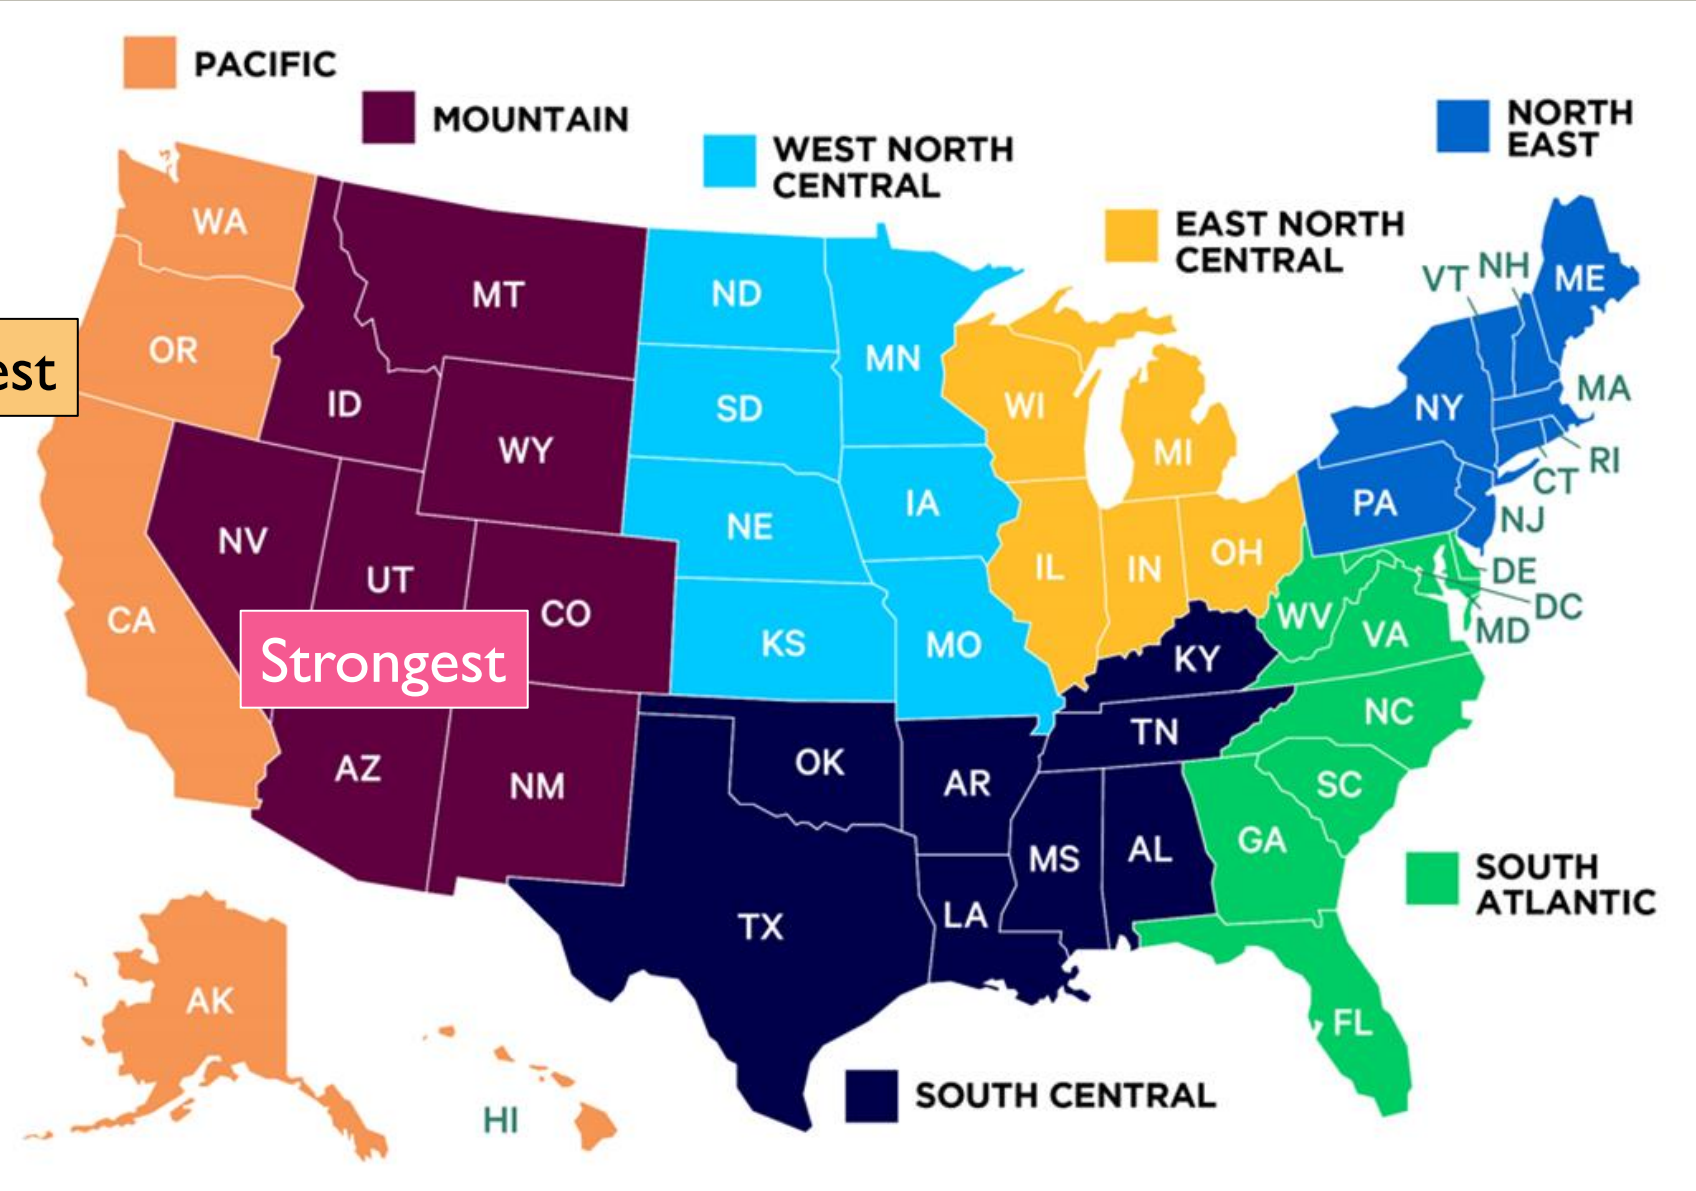 PACIFIC
MOUNTAIN
WEST NORTH
CENTRAL
EAST NORTH
CENTRAL
NORTH
EAST
WA
OR
CA
AK
HI
MT
ID
WY
NV
UT
CO
AZ
NM
est
Strongest
ND
SD
NE
KS
MN
IA
MO
WI
MI
IL
IN
OH
VT
NH
ME
MA
NY
RI
CT
PA
NJ
DE
DC
MD
WV
VA
KY
TN
NC
SC
GA
FL
OK
AR
TX
LA
MS
AL
SOUTH
ATLANTIC
SOUTH CENTRAL